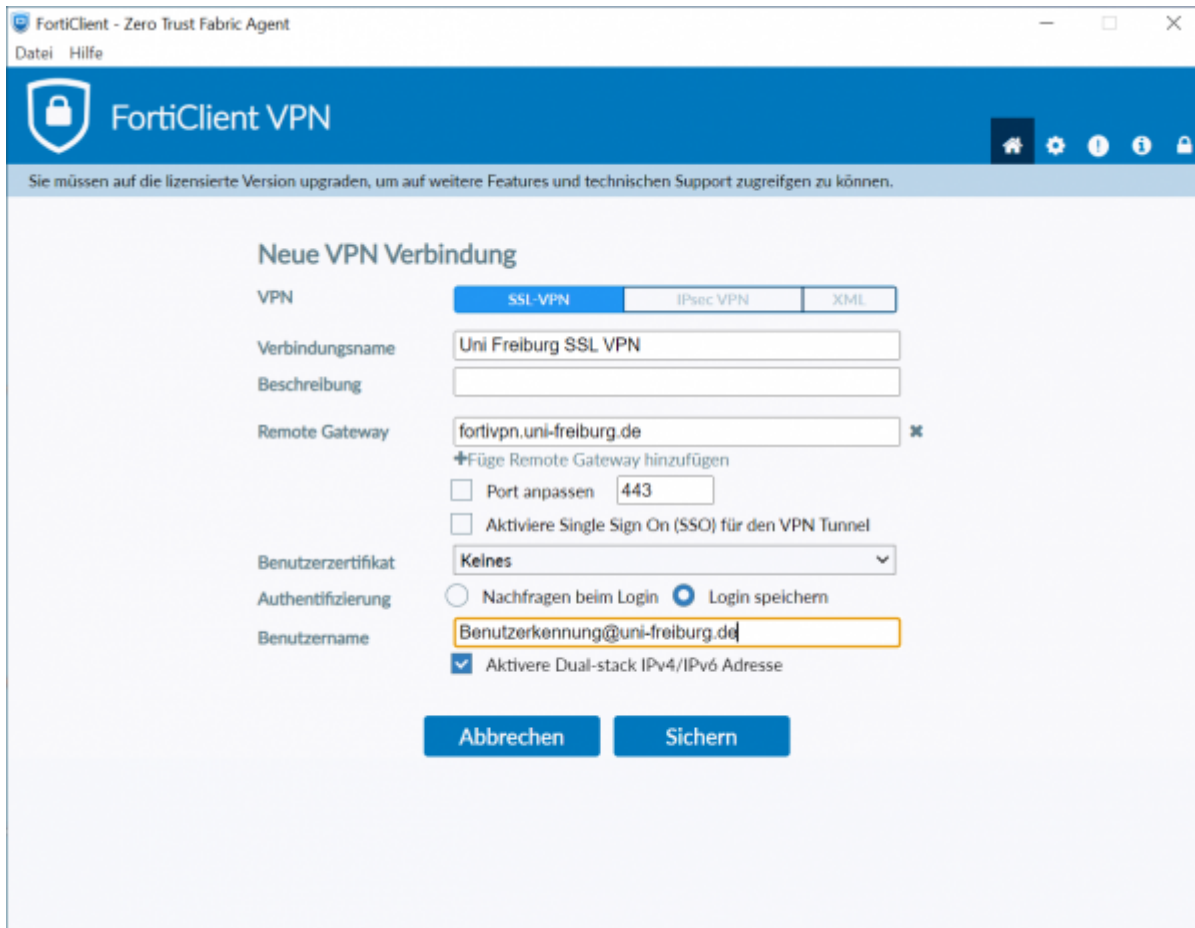 FortiClient - Zero Trust Fabric Agent
Datei Hilfe
FortiClient VPN
Sie müssen auf die lizensierte Version upgraden, um auf weitere Features und technischen Support zugreifgen zu können.
Neue VPN Verbindung
VPN SSL-VPN IPsec VPN XML
Verbindungsname Uni Freiburg SSL VPN
Beschreibung
Remote Gateway fortivpn.uni-freiburg.de
+Füge Remote Gateway hinzufügen
Port anpassen 443
Aktiviere Single Sign On (SSO) für den VPN Tunnel
Benutzerzertifikat Keines
Authentifizierung Nachfragen beim Login Login speichern
Benutzername Benutzerkennung@uni-freiburg.de
Aktivere Dual-stack IPv4/IPv6 Adresse
Abbrechen Sichern